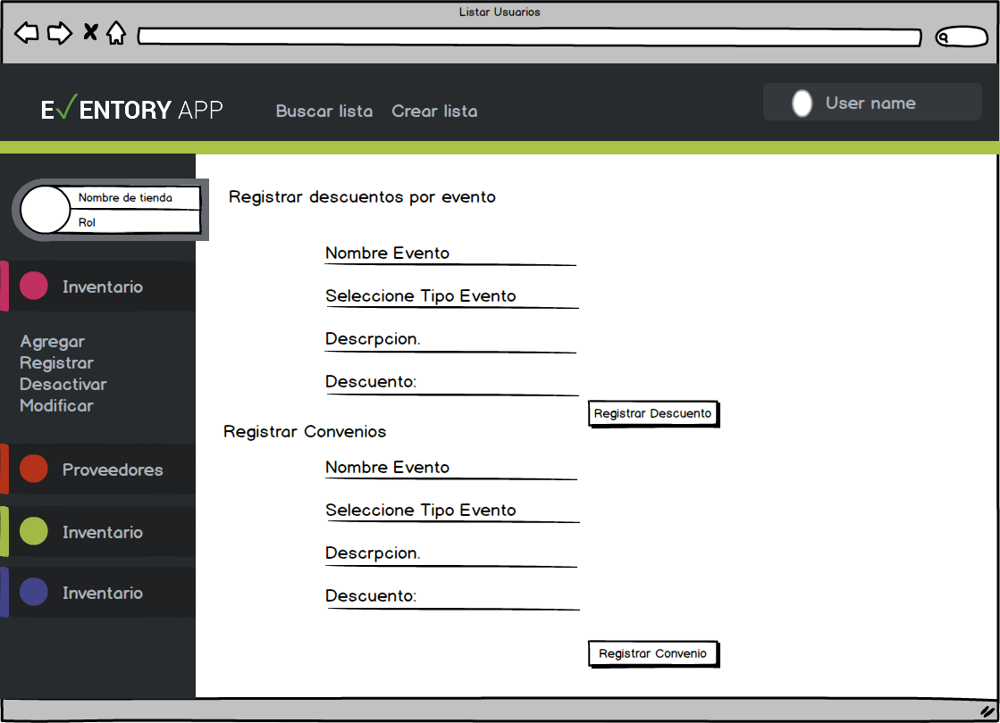 Listar Usuarios
E✓ENTORY APP
Buscar lista
Crear lista
User name
Nombre de tienda
Rol
Inventario
Agregar
Registrar
Desactivar
Modificar
Proveedores
Inventario
Inventario
Registrar descuentos por evento
Nombre Evento
Seleccione Tipo Evento
Descrpcion.
Descuento:
Registrar Descuento
Registrar Convenios
Nombre Evento
Seleccione Tipo Evento
Descrpcion.
Descuento:
Registrar Convenio